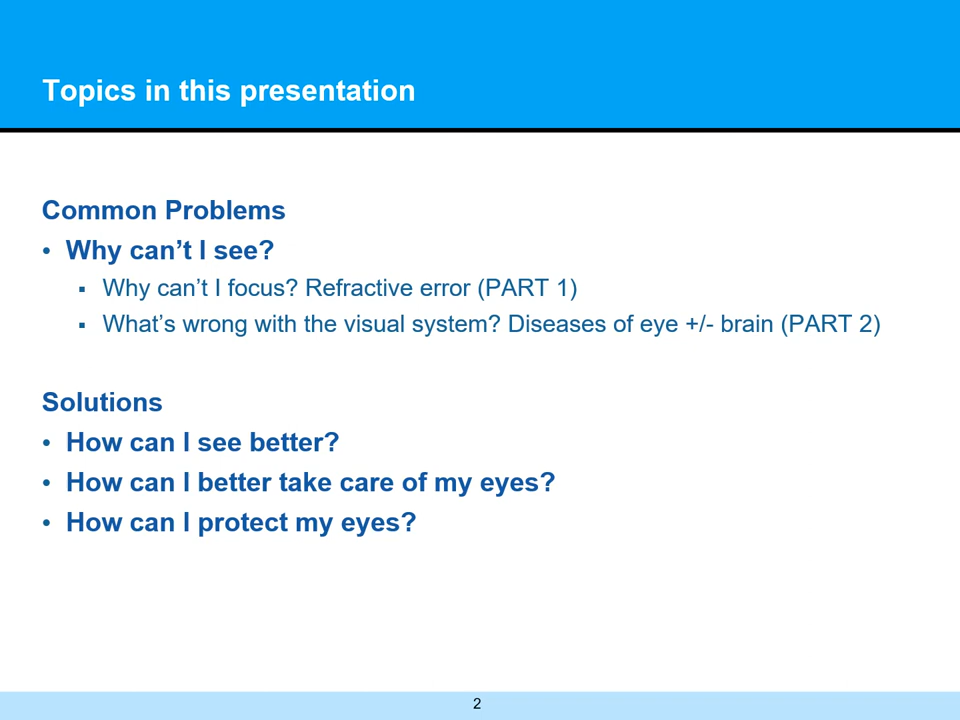 Topics in this presentation
Common Problems
• Why can’t I see?
▪ Why can’t I focus? Refractive error (PART 1)
▪ What’s wrong with the visual system? Diseases of eye +/- brain (PART 2)
Solutions
• How can I see better?
• How can I better take care of my eyes?
• How can I protect my eyes?
2